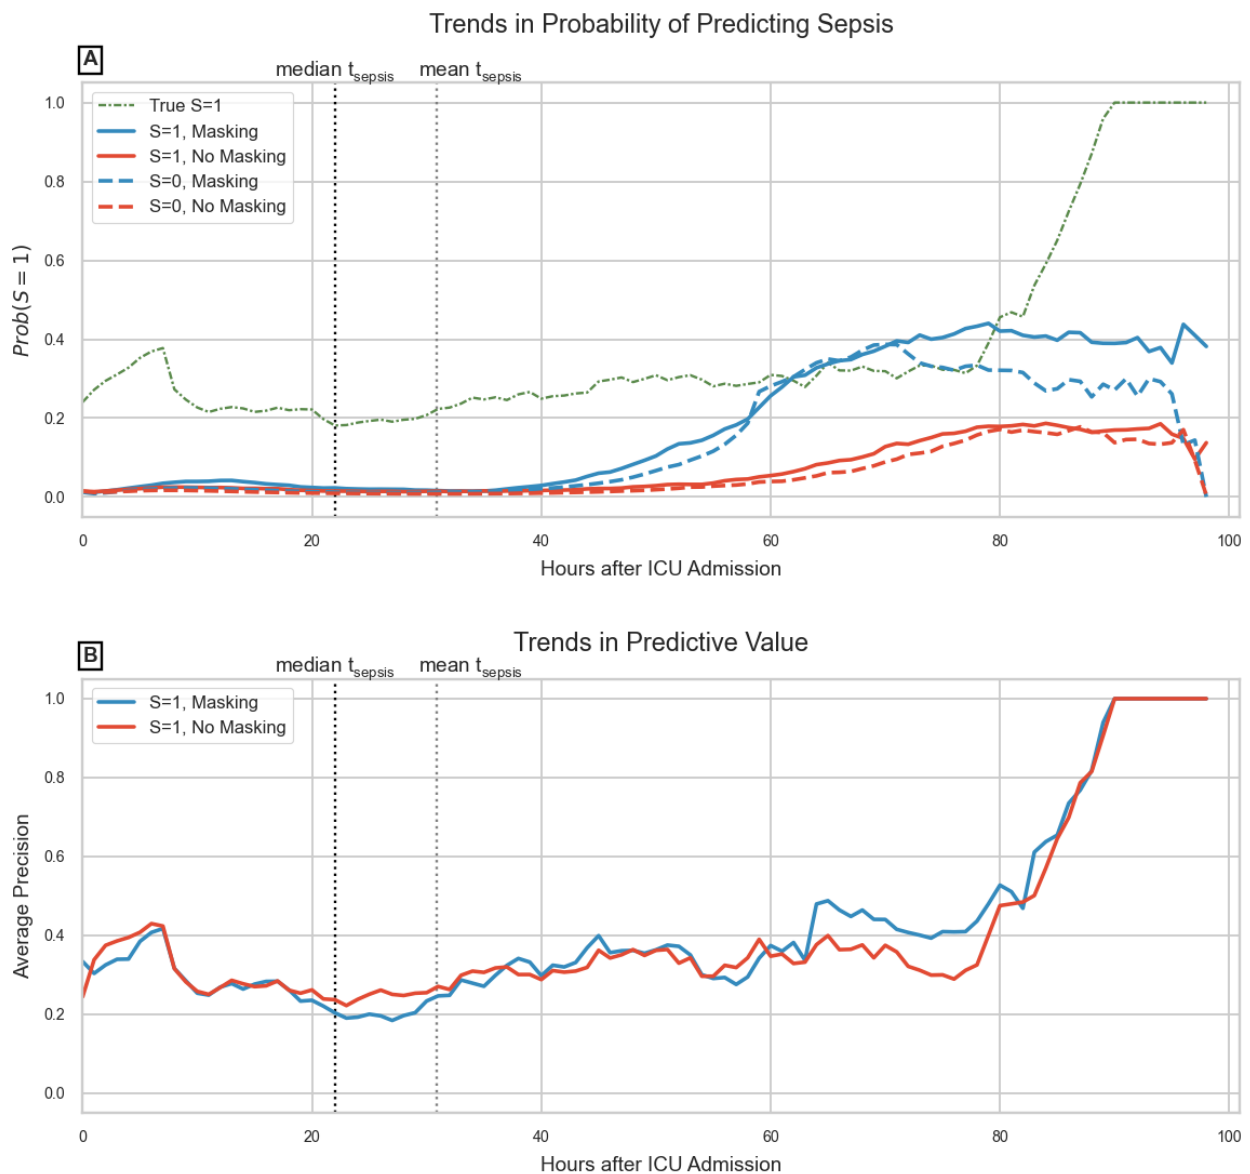 Trends in Probability of Predicting Sepsis
A
median t_sepsis mean t_sepsis
1.0
True S=1
S=1, Masking
S=1, No Masking
S=0, Masking
S=0, No Masking
0.8
0.6
0.4
0.2
0.0
Prob(S = 1)
0 20 40 60 80 100
Hours after ICU Admission
B
Trends in Predictive Value
median t_sepsis mean t_sepsis
1.0
S=1, Masking
S=1, No Masking
0.8
0.6
0.4
0.2
0.0
Average Precision
0 20 40 60 80 100
Hours after ICU Admission